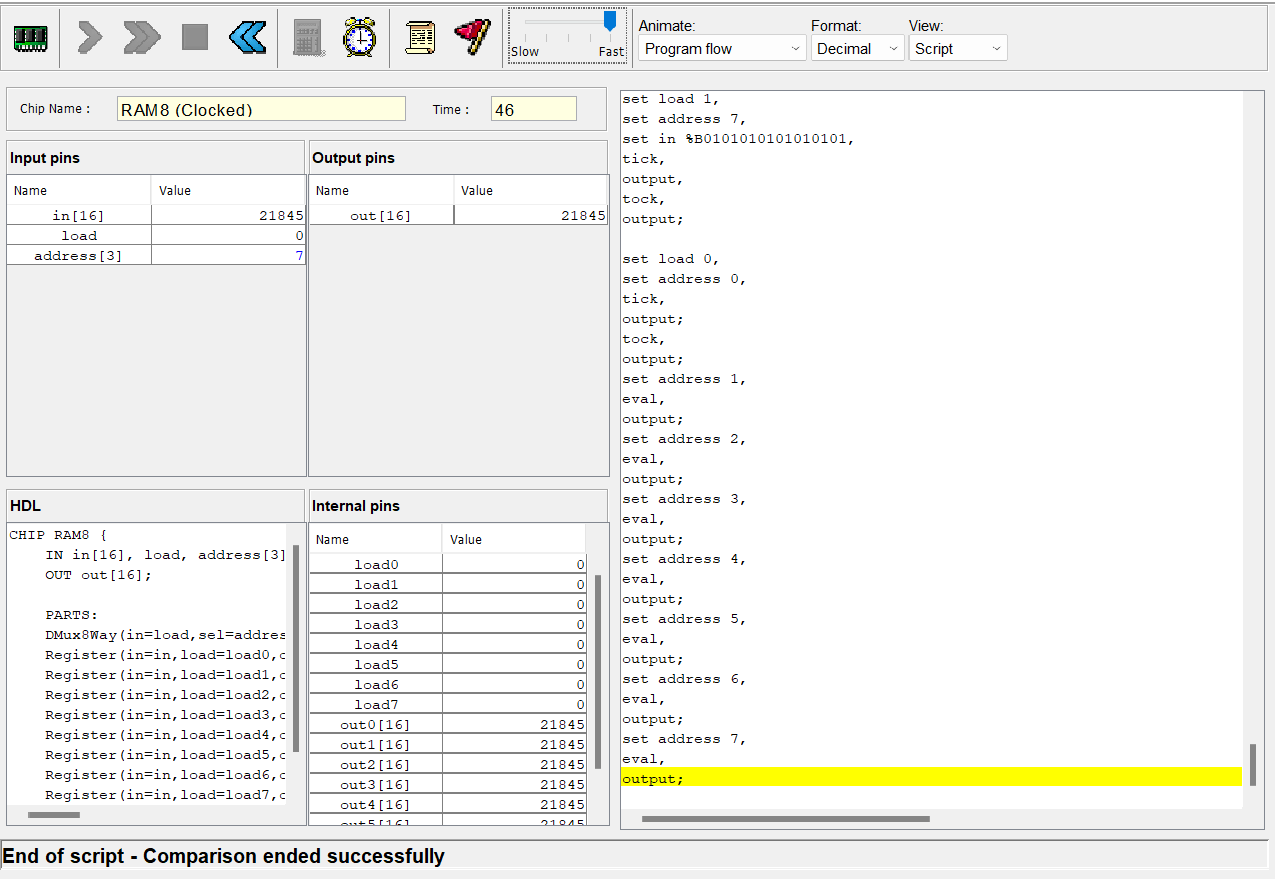 Slow
Fast
Animate:
Format:
View:
Program flow
Decimal
Script
Chip Name :
RAM8 (Clocked)
Time :
46
Input pins
Name Value
in[16] 21845
load 0
address[3] 7
Output pins
Name Value
out[16] 21845
HDL
CHIP RAM8 {
IN in[16], load, address[3]
OUT out[16];
PARTS:
DMux8Way(in=load,sel=addres
Register(in=in,load=load0,o
Register(in=in,load=load1,o
Register(in=in,load=load2,o
Register(in=in,load=load3,o
Register(in=in,load=load4,o
Register(in=in,load=load5,o
Register(in=in,load=load6,o
Register(in=in,load=load7,o
Internal pins
Name Value
load0 0
load1 0
load2 0
load3 0
load4 0
load5 0
load6 0
load7 0
out0[16] 21845
out1[16] 21845
out2[16] 21845
out3[16] 21845
out4[16] 21845
out5[16] 21845
set load 1,
set address 7,
set in %B0101010101010101,
tick,
output,
tock,
output;
set load 0,
set address 0,
tick,
output;
tock,
output;
set address 1,
eval,
output;
set address 2,
eval,
output;
set address 3,
eval,
output;
set address 4,
eval,
output;
set address 5,
eval,
output;
set address 6,
eval,
output;
set address 7,
eval,
output;
End of script - Comparison ended successfully